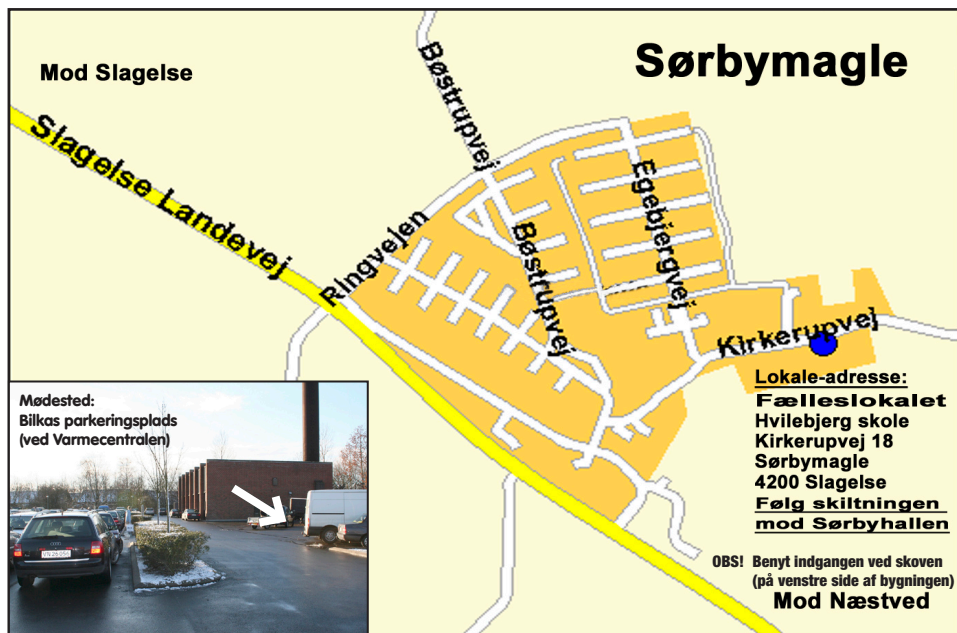 Sørbymagle
Mod Slagelse
Bøstrupvej
Slagelse Landevej
Ringvejen
Bøstrupvej
Egebjergvej
Kirkerupvej
Lokale-adresse:
Fælleslokalet
Hvilebjerg skole
Kirkerupvej 18
Sørbymagle
4200 Slagelse
Følg skiltningen
mod Sørbyhallen
OBS! Benyt indgangen ved skoven
(på venstre side af bygningen)
Mod Næstved
Mødested:
Bilkas parkeringsplads
(ved Varmecentralen)